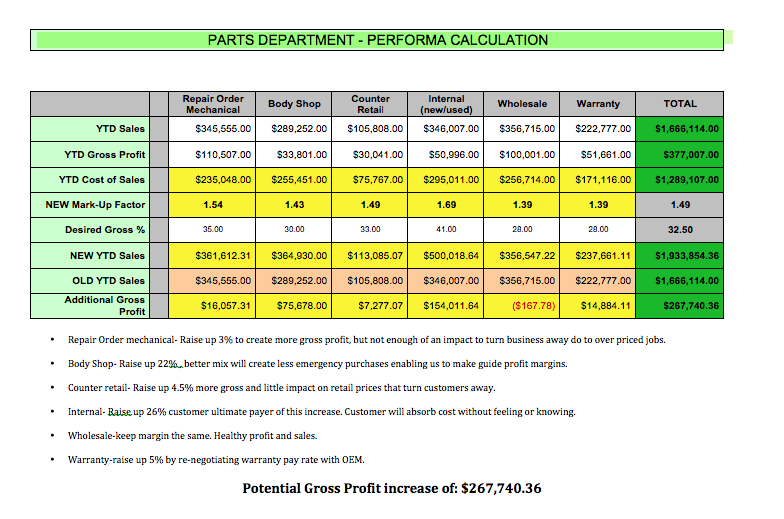 PARTS DEPARTMENT - PERFORMA CALCULATION
Repair Order Mechanical Body Shop Counter Retail Internal (new/used) Wholesale Warranty TOTAL
YTD Sales $345,555.00 $289,252.00 $105,808.00 $346,007.00 $356,715.00 $222,777.00 $1,666,114.00
YTD Gross Profit $110,507.00 $33,801.00 $30,041.00 $50,996.00 $100,001.00 $51,661.00 $377,007.00
YTD Cost of Sales $235,048.00 $255,451.00 $75,767.00 $295,011.00 $256,714.00 $171,116.00 $1,289,107.00
NEW Mark-Up Factor 1.54 1.43 1.49 1.69 1.39 1.39 1.49
Desired Gross % 35.00 30.00 33.00 41.00 28.00 28.00 32.50
NEW YTD Sales $361,612.31 $364,930.00 $113,085.07 $500,018.64 $356,547.22 $237,661.11 $1,933,854.36
OLD YTD Sales $345,555.00 $289,252.00 $105,808.00 $346,007.00 $356,715.00 $222,777.00 $1,666,114.00
Additional Gross Profit $16,057.31 $75,678.00 $7,277.07 $154,011.64 ($167.78) $14,884.11 $267,740.36
• Repair Order mechanical- Raise up 3% to create more gross profit, but not enough of an impact to turn business away do to over priced jobs.
• Body Shop- Raise up 22%.. better mix will create less emergency purchases enabling us to make guide profit margins.
• Counter retail- Raise up 4.5% more gross and little impact on retail prices that turn customers away.
• Internal- Raise up 26% customer ultimate payer of this increase. Customer will absorb cost without feeling or knowing.
• Wholesale-keep margin the same. Healthy profit and sales.
• Warranty-raise up 5% by re-negotiating warranty pay rate with OEM.
Potential Gross Profit increase of: $267,740.36